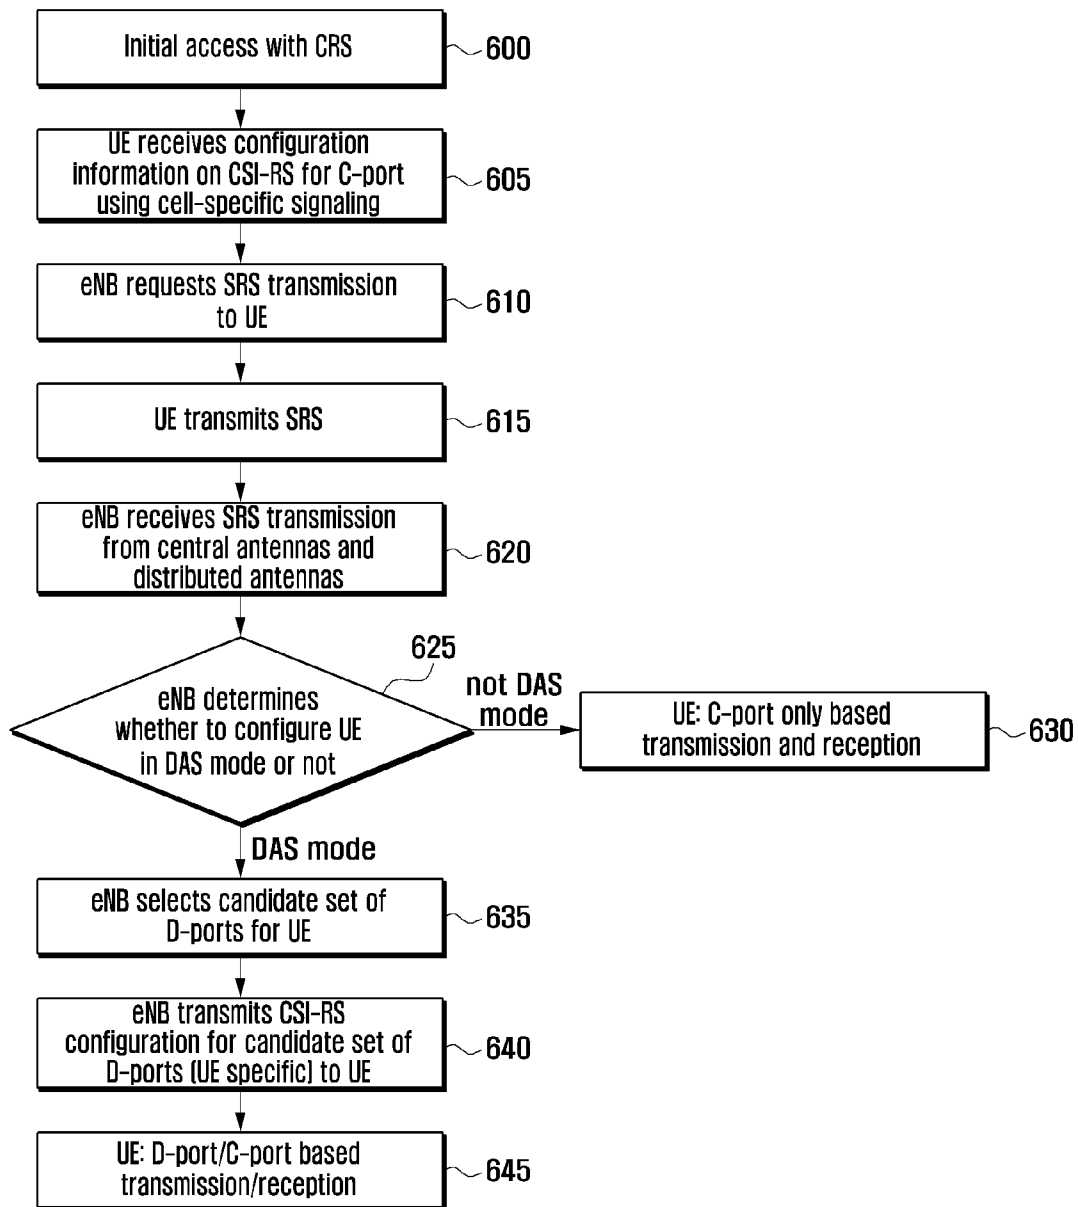 Initial access with CRS
600
UE receives configuration
information on CSI-RS for C-port
using cell-specific signaling
605
eNB requests SRS transmission
to UE
610
UE transmits SRS
615
eNB receives SRS transmission
from central antennas and
distributed antennas
620
625
eNB determines
whether to configure UE
in DAS mode or not
not DAS
mode
UE: C-port only based
transmission and reception
630
DAS mode
eNB selects candidate set of
D-ports for UE
635
eNB transmits CSI-RS
configuration for candidate set of
D-ports (UE specific) to UE
640
UE: D-port/C-port based
transmission/reception
645